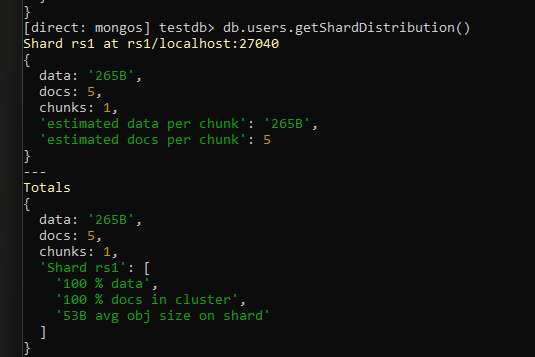 }
[direct: mongos] testdb> db.users.getShardDistribution()
Shard rs1 at rs1/localhost:27040
{
  data: '265B',
  docs: 5,
  chunks: 1,
  'estimated data per chunk': '265B',
  'estimated docs per chunk': 5
}
---
Totals
{
  data: '265B',
  docs: 5,
  chunks: 1,
  'Shard rs1': [
    '100 % data',
    '100 % docs in cluster',
    '53B avg obj size on shard'
  ]
}